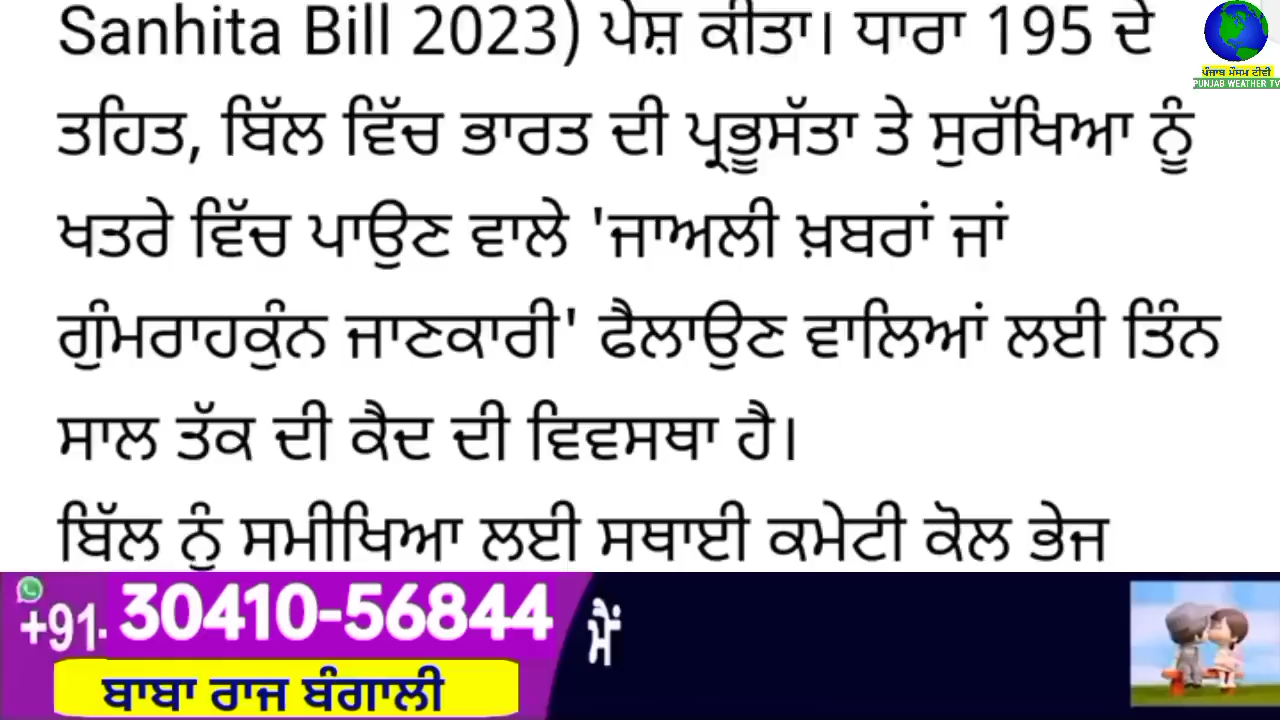 Sanhita Bill 2023) ਪੇਸ਼ ਕੀਤਾ। ਧਾਰਾ 195 ਦੇ
ਤਹਿਤ, ਬਿੱਲ ਵਿੱਚ ਭਾਰਤ ਦੀ ਪ੍ਰਭੂਸੱਤਾ ਤੇ ਸੁਰੱਖਿਆ ਨੂੰ
ਖਤਰੇ ਵਿੱਚ ਪਾਉਣ ਵਾਲੇ 'ਜਾਅਲੀ ਖ਼ਬਰਾਂ ਜਾਂ
ਗੁੰਮਰਾਹਕੁੰਨ ਜਾਣਕਾਰੀ' ਫੈਲਾਉਣ ਵਾਲਿਆਂ ਲਈ ਤਿੰਨ
ਸਾਲ ਤੱਕ ਦੀ ਕੈਦ ਦੀ ਵਿਵਸਥਾ ਹੈ।
ਬਿੱਲ ਨੂੰ ਸਮੀਖਿਆ ਲਈ ਸਥਾਈ ਕਮੇਟੀ ਕੋਲ ਭੇਜ
ਪੰਜਾਬ ਮੌਸਮ ਟੀਵੀ
PUNJAB WEATHER TV
+91- 30410-56844
ਬਾਬਾ ਰਾਜ ਬੰਗਾਲੀ
ਮੈਂ